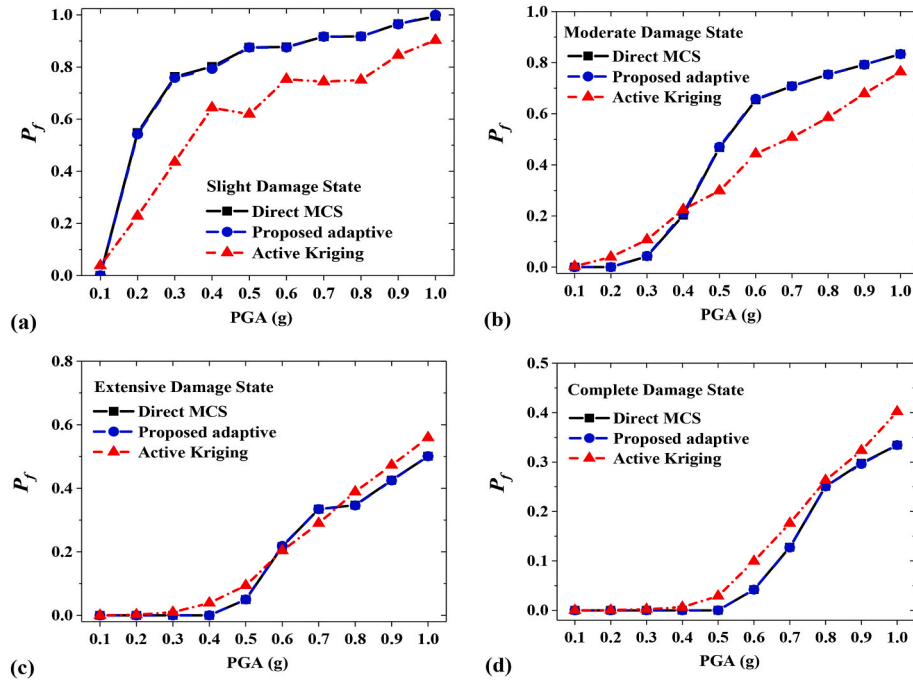 1.0
0.8
0.6
0.4
0.2
0.0
P_f
Slight Damage State
Direct MCS
Proposed adaptive
Active Kriging
0.1 0.2 0.3 0.4 0.5 0.6 0.7 0.8 0.9 1.0
(a)
PGA (g)
1.0
0.8
0.6
0.4
0.2
0.0
P_f
Moderate Damage State
Direct MCS
Proposed adaptive
Active Kriging
0.1 0.2 0.3 0.4 0.5 0.6 0.7 0.8 0.9 1.0
(b)
PGA (g)
0.8
0.6
0.4
0.2
0.0
P_f
Extensive Damage State
Direct MCS
Proposed adaptive
Active Kriging
0.1 0.2 0.3 0.4 0.5 0.6 0.7 0.8 0.9 1.0
(c)
PGA (g)
0.5
0.4
0.3
0.2
0.1
0.0
P_f
Complete Damage State
Direct MCS
Proposed adaptive
Active Kriging
0.1 0.2 0.3 0.4 0.5 0.6 0.7 0.8 0.9 1.0
(d)
PGA (g)